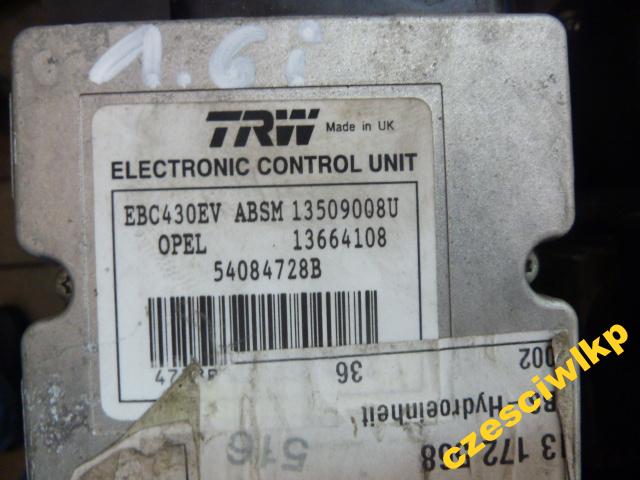 1.6i
TRW Made in UK
ELECTRONIC CONTROL UNIT
EBC430EV ABSM 13509008U
OPEL 13664108
54084728B
36
002
-Hydroeinheit
516
13 172
czesciwlkp